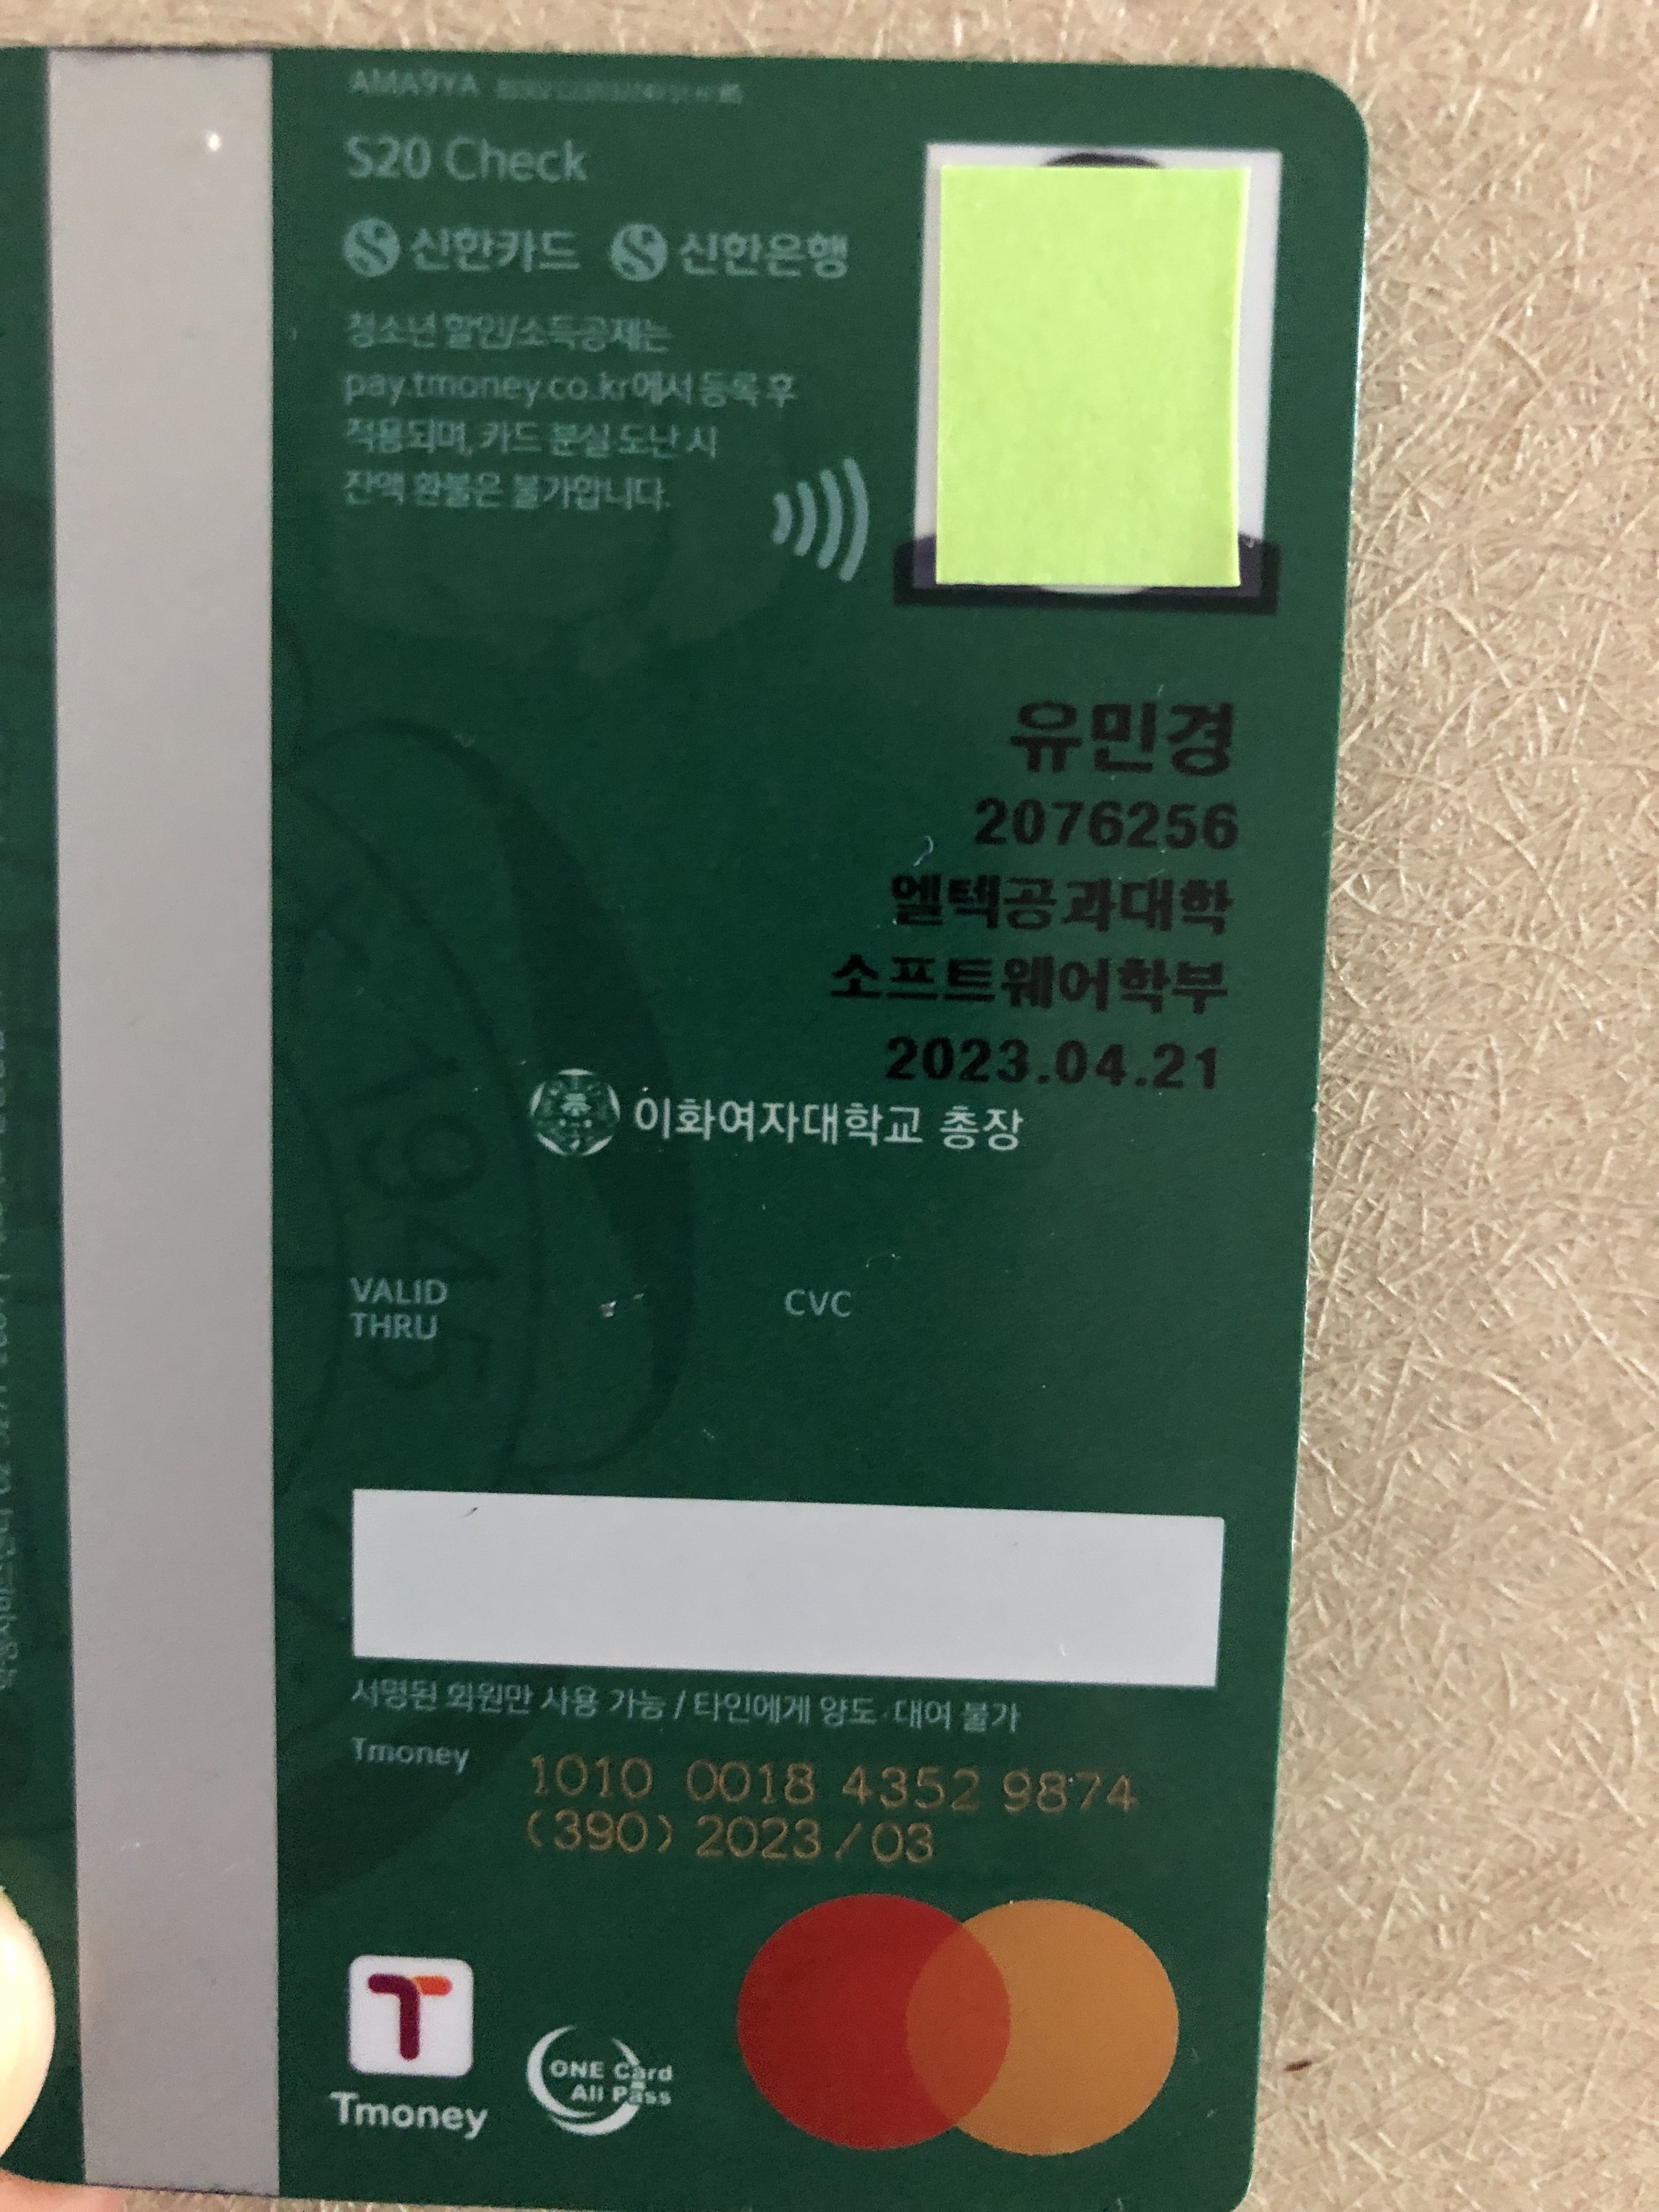 AMA9YA
S20 Check
신한카드 신한은행
청소년 할인/소득공제는
pay.tmoney.co.kr에서 등록 후
적용되며, 카드 분실·도난 시
잔액 환불은 불가합니다.
유민경
2076256
엘텍공과대학
소프트웨어학부
2023.04.21
이화여자대학교 총장
1945
VALID
THRU
CVC
서명된 회원만 사용 가능 / 타인에게 양도·대여 불가
Tmoney
1010 0018 4352 9874
(390) 2023/03
Tmoney
ONE Card
All Pass